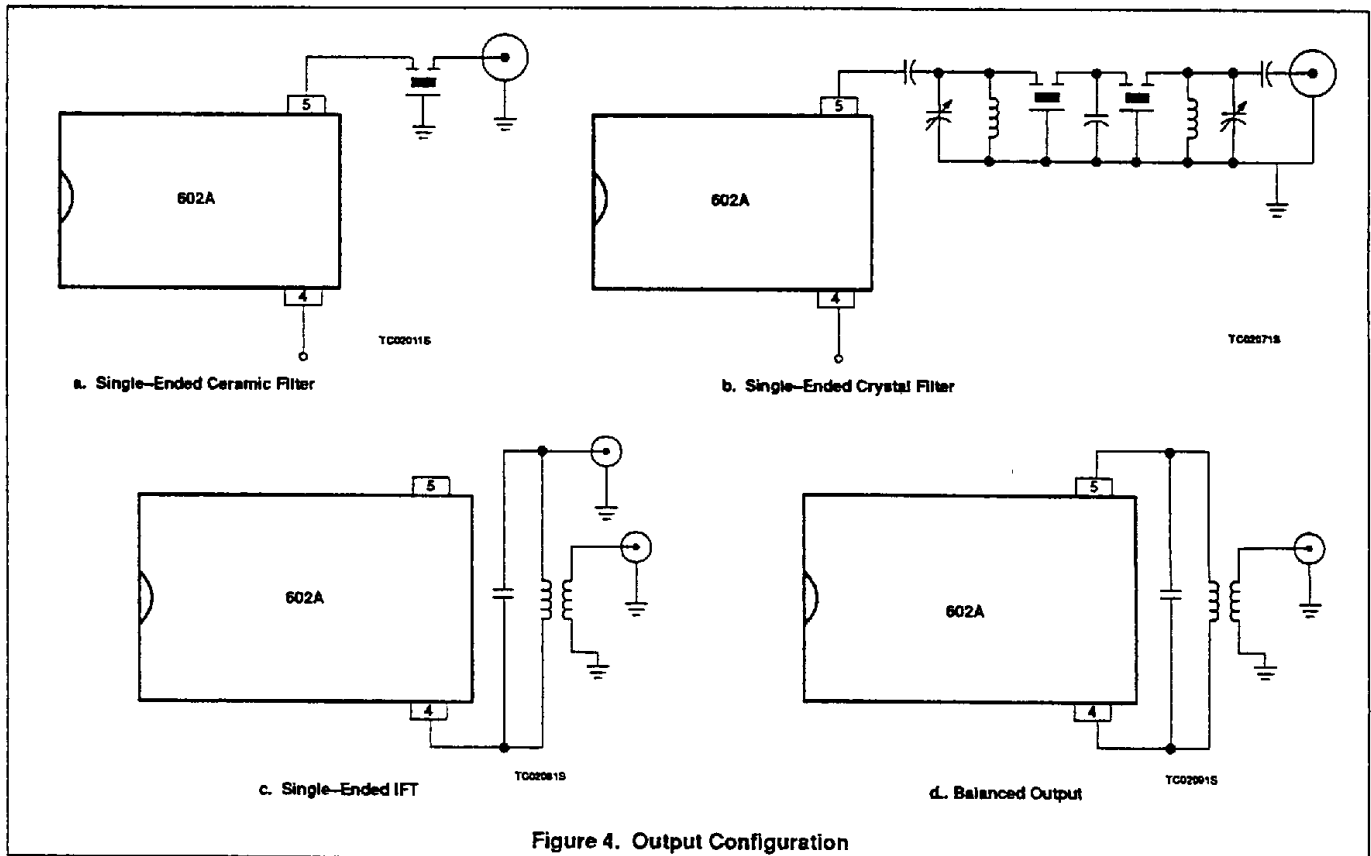 5
602A
4
TC02011S
a. Single–Ended Ceramic Filter
5
602A
4
TC02071S
b. Single–Ended Crystal Filter
5
602A
4
TC02081S
c. Single–Ended IFT
5
602A
4
TC02091S
d.. Balanced Output
Figure 4. Output Configuration